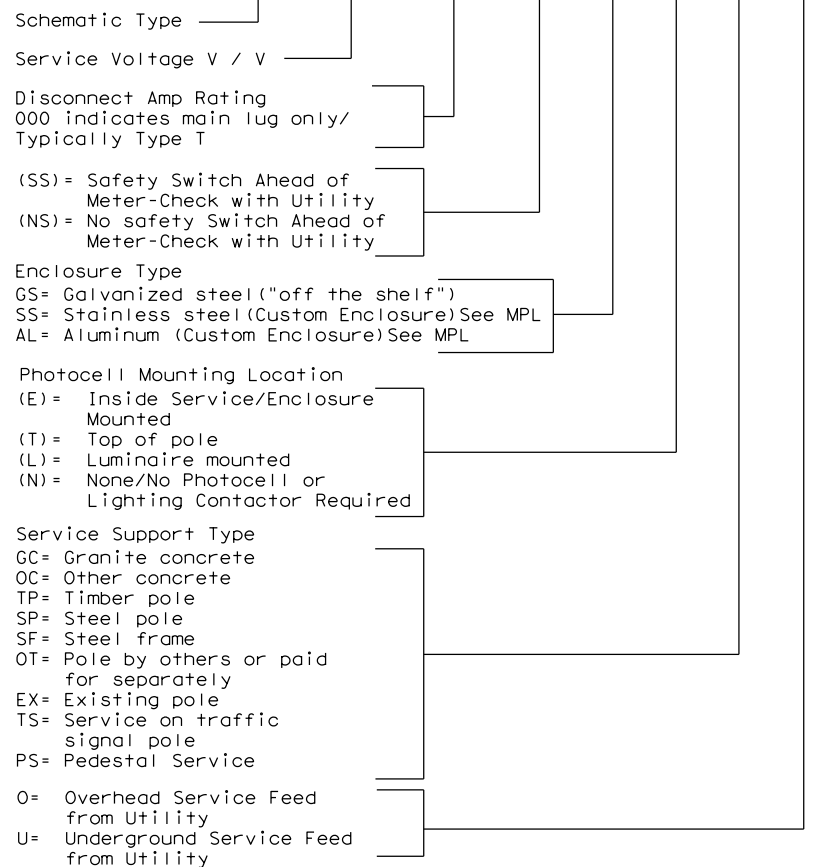 Schematic Type
Service Voltage V / V
Disconnect Amp Rating
000 indicates main lug only/
Typically Type T
(SS)= Safety Switch Ahead of
Meter-Check with Utility
(NS)= No safety Switch Ahead of
Meter-Check with Utility
Enclosure Type
GS= Galvanized steel("off the shelf")
SS= Stainless steel(Custom Enclosure)See MPL
AL= Aluminum (Custom Enclosure)See MPL
Photocell Mounting Location
(E)= Inside Service/Enclosure
Mounted
(T)= Top of pole
(L)= Luminaire mounted
(N)= None/No Photocell or
Lighting Contactor Required
Service Support Type
GC= Granite concrete
OC= Other concrete
TP= Timber pole
SP= Steel pole
SF= Steel frame
OT= Pole by others or paid
for separately
EX= Existing pole
TS= Service on traffic
signal pole
PS= Pedestal Service
O= Overhead Service Feed
from Utility
U= Underground Service Feed
from Utility